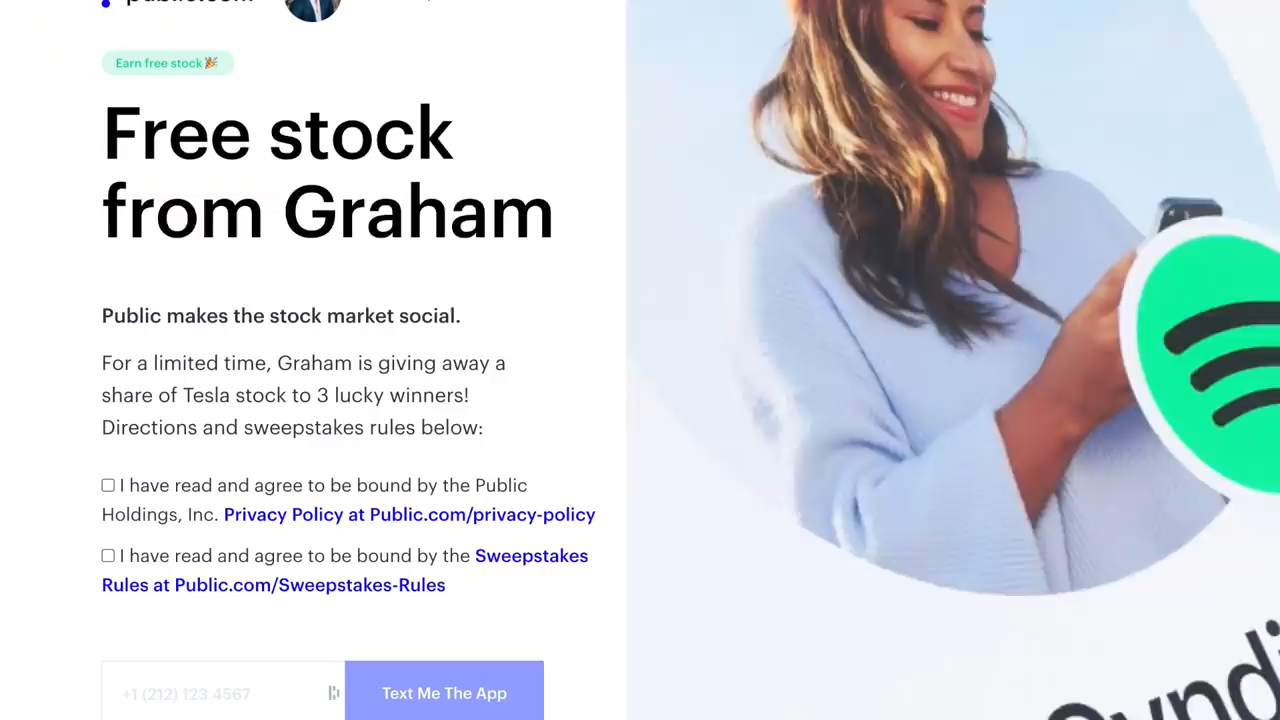 public.com
Earn free stock
Free stock
from Graham
Public makes the stock market social.
For a limited time, Graham is giving away a
share of Tesla stock to 3 lucky winners!
Directions and sweepstakes rules below:
I have read and agree to be bound by the Public
Holdings, Inc. Privacy Policy at Public.com/privacy-policy
I have read and agree to be bound by the Sweepstakes
Rules at Public.com/Sweepstakes-Rules
+1 (212) 123 4567
Text Me The App